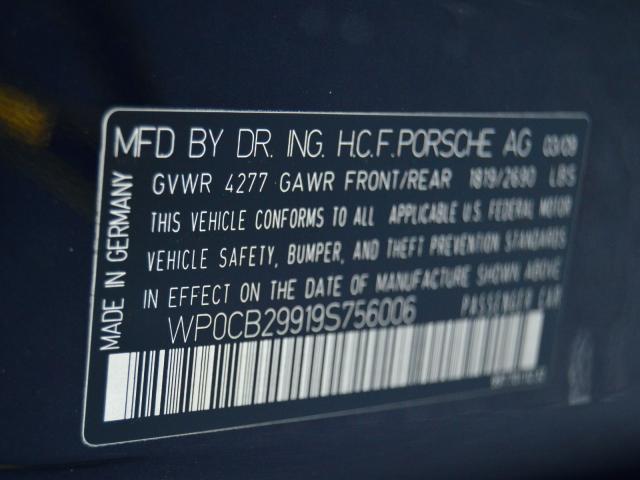 MFD BY DR. ING. H.C.F. PORSCHE AG 03/09
GVWR 4277 GAWR FRONT/REAR 1819/2690 LBS
THIS VEHICLE CONFORMS TO ALL APPLICABLE U.S. FEDERAL MOTOR
VEHICLE SAFETY, BUMPER, AND THEFT PREVENTION STANDARDS
IN EFFECT ON THE DATE OF MANUFACTURE SHOWN ABOVE
WP0CB29919S756006 PASSENGER CAR
MADE IN GERMANY